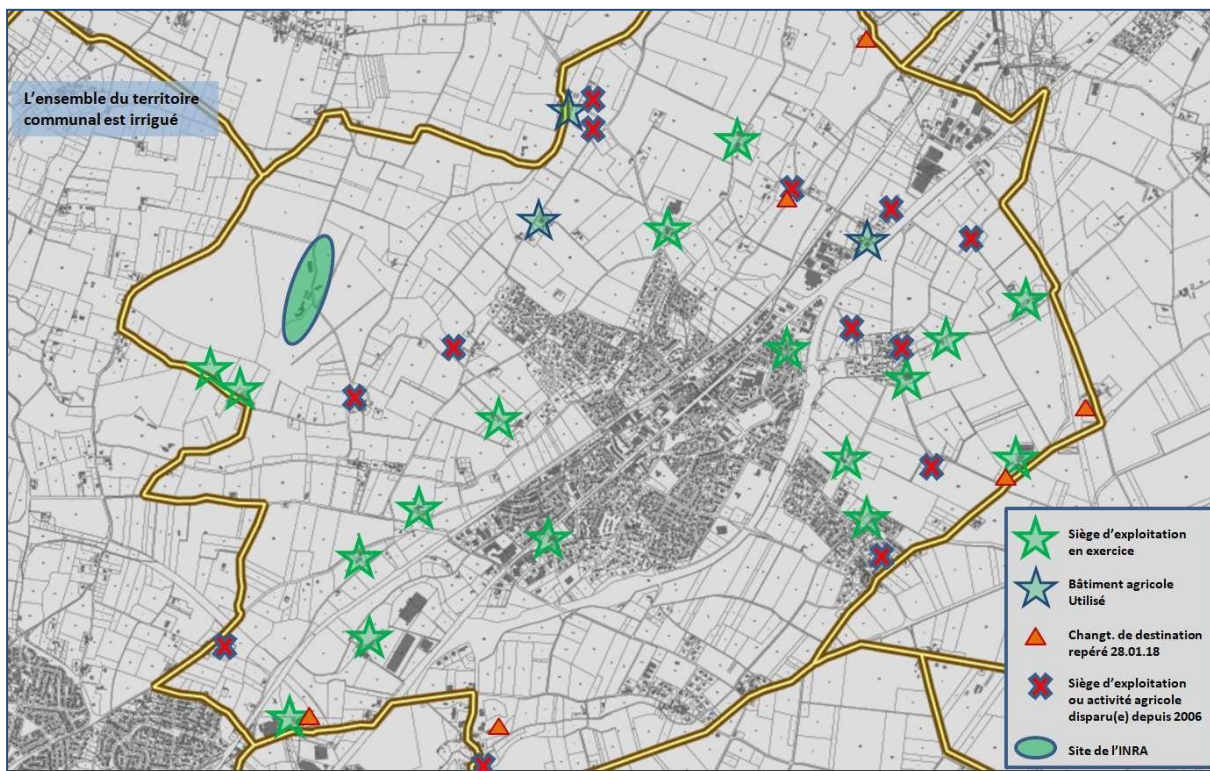 L'ensemble du territoire
communal est irrigué
Siège d'exploitation
en exercice
Bâtiment agricole
Utilisé
Changt. de destination
repéré 28.01.18
Siège d'exploitation
ou activité agricole
disparu(e) depuis 2006
Site de l'INRA